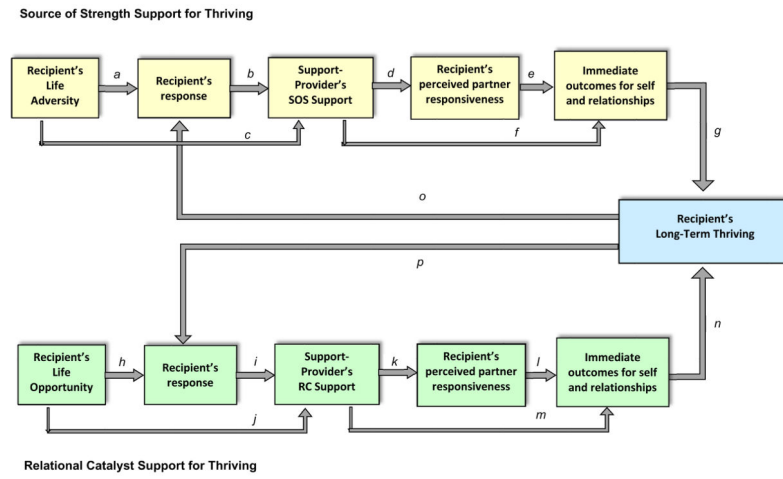 Source of Strength Support for Thriving
Recipient's
Life
Adversity
a
Recipient's
response
b
Support-
Provider's
SOS Support
d
Recipient's
perceived partner
responsiveness
e
Immediate
outcomes for self
and relationships
c
f
g
o
Recipient's
Long-Term Thriving
p
n
Recipient's
Life
Opportunity
h
Recipient's
response
i
Support-
Provider's
RC Support
k
Recipient's
perceived partner
responsiveness
l
Immediate
outcomes for self
and relationships
j
m
Relational Catalyst Support for Thriving